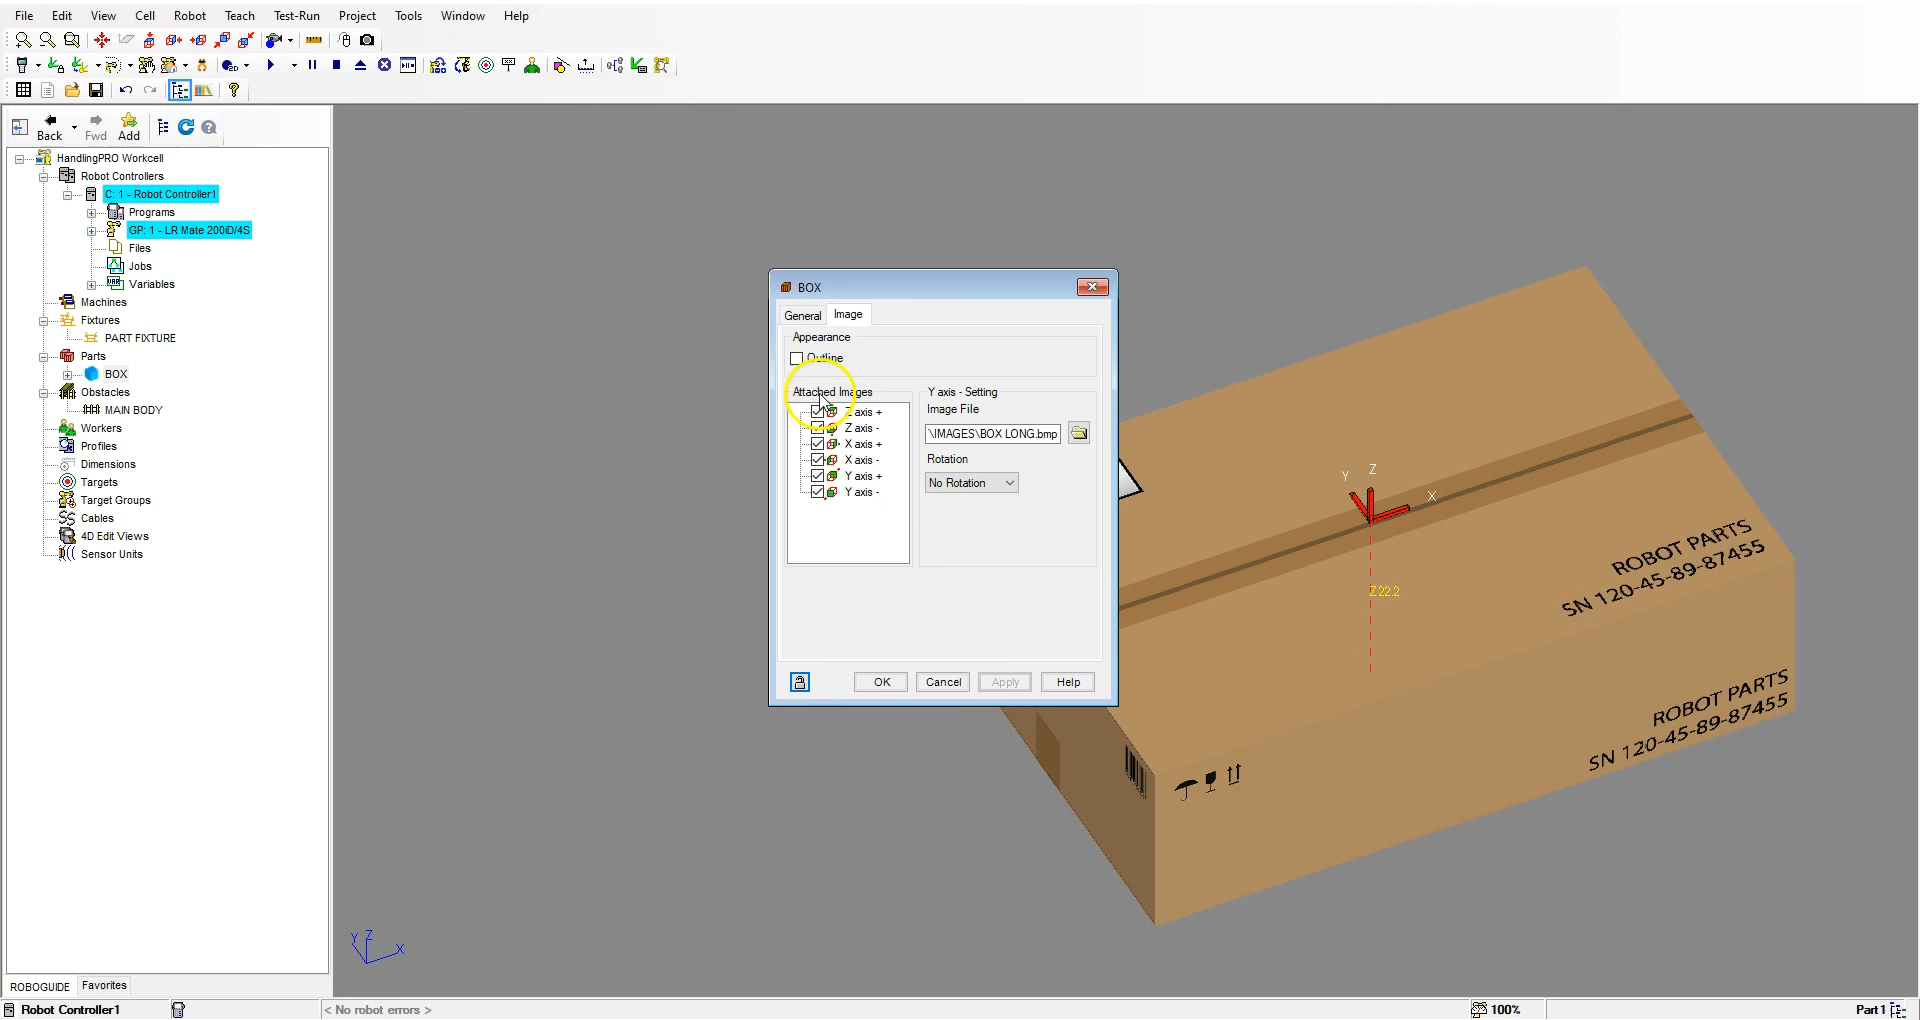 File Edit View Cell Robot Teach Test-Run Project Tools Window Help
Back Fwd Add
HandlingPRO Workcell
Robot Controllers
C: 1 - Robot Controller1
Programs
GP: 1 - LR Mate 200iD/4S
Files
Jobs
Variables
Machines
Fixtures
PART FIXTURE
Parts
BOX
Obstacles
MAIN BODY
Workers
Profiles
Dimensions
Targets
Target Groups
Cables
4D Edit Views
Sensor Units
ROBOGUIDE Favorites
BOX
General Image
Appearance
Outline
Attached Images
Z axis +
Z axis -
X axis +
X axis -
Y axis +
Y axis -
Y axis - Setting
Image File
\IMAGES\BOX LONG.bmp
Rotation
No Rotation
OK Cancel Apply Help
Y Z X
Z 22.2
ROBOT PARTS
SN 120-45-89-87455
ROBOT PARTS
SN 120-45-89-87455
Y Z X
Robot Controller1
< No robot errors >
100%
Part1